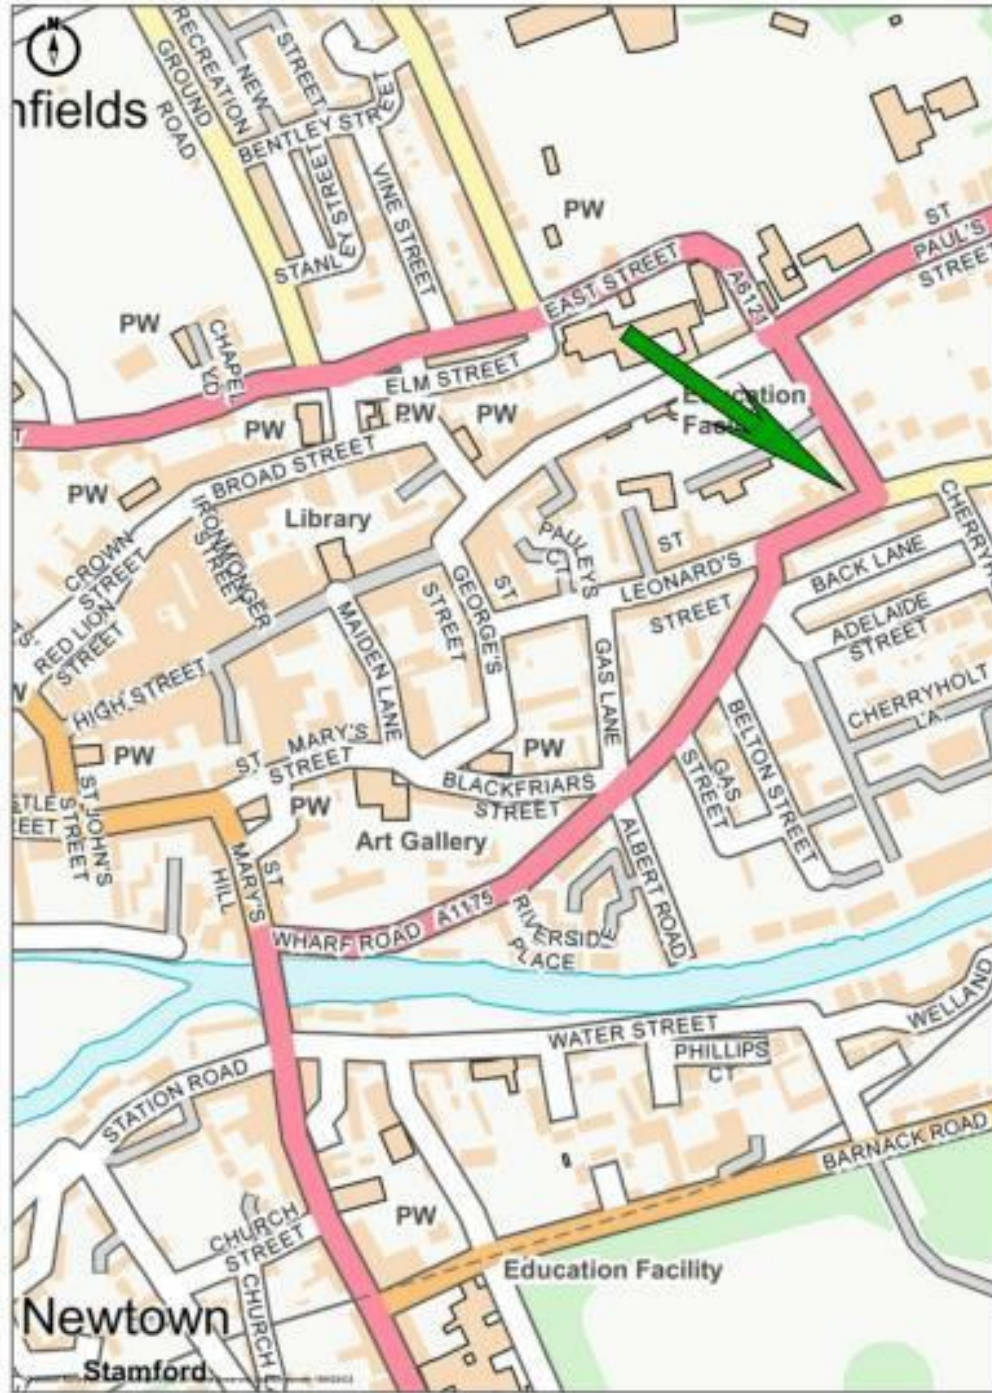 N
nfields
RECREATION
GROUND
ROAD
NEW
STREET
BENTLEY STREET
STANLEY STREET
VINE STREET
PW
EAST STREET
A6121
ST
PAUL'S
STREET
PW
CHAPEL
YD
ELM STREET
PW
PW
PW
Education
BROAD STREET
PW
Library
IRONMONGER
STREET
CROWN
STREET
RED LION
STREET
HIGH STREET
PAULEYS
CT
ST
LEONARD'S
STREET
CHERRYH
BACK LANE
ADELAIDE
STREET
CHERRYHOLT
LA
ST
GEORGE'S
STREET
MAIDEN LANE
GAS LANE
ST
MARY'S
STREET
PW
PW
ST JOHN'S
STREET
STLE
EET
BLACKFRIARS
STREET
BELTON STREET
GAS
STREET
PW
Art Gallery
ST
MARY'S
HILL
ALBERT ROAD
WHARF ROAD
A1175
RIVERSIDE
PLACE
WATER STREET
WELLAND
PHILLIPS
CT
STATION ROAD
BARNACK ROAD
PW
CHURCH
STREET
CHURCH
Education Facility
Newtown
Stamford